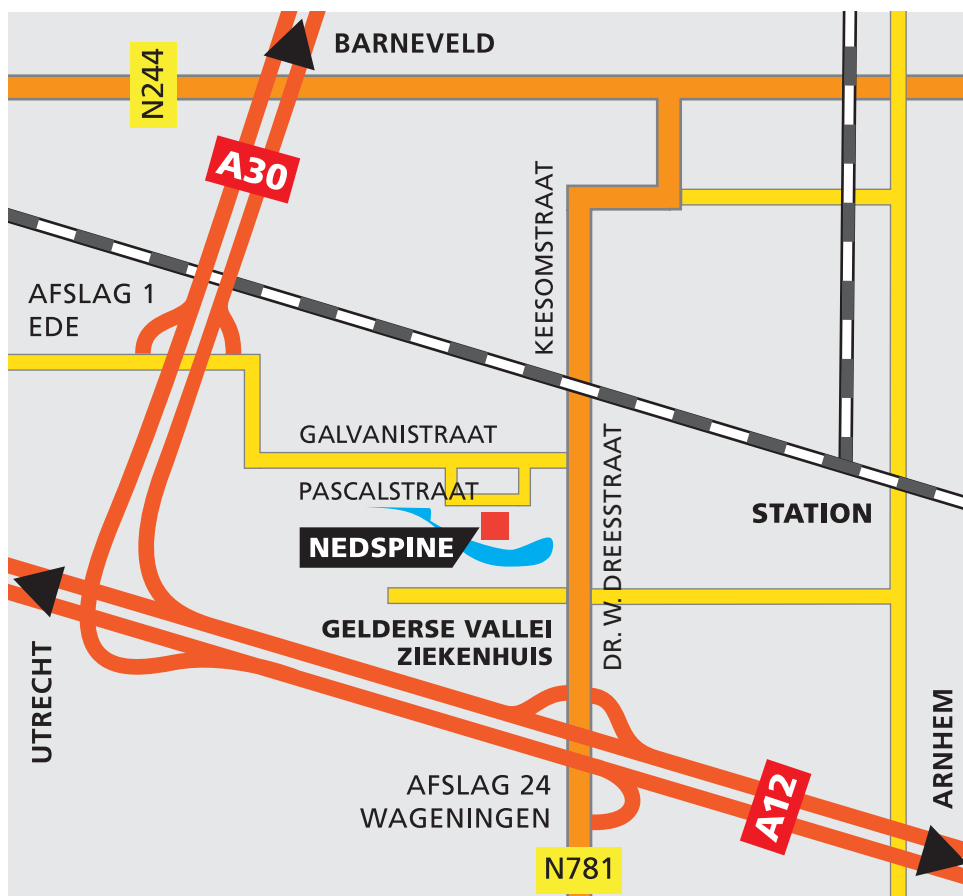 BARNEVELD
N244
A30
KEESOMSTRAAT
AFSLAG 1
EDE
GALVANISTRAAT
PASCALSTRAAT
DR. W. DREESSTRAAT
STATION
NEDSPINE
GELDERSE VALLEI
ZIEKENHUIS
UTRECHT
ARNHEM
AFSLAG 24
WAGENINGEN
A12
N781